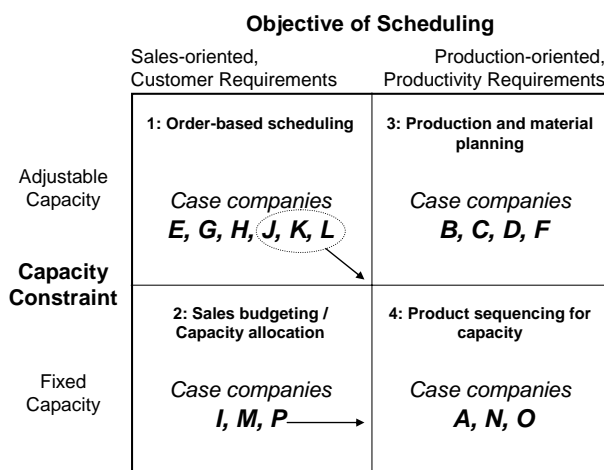 Objective of Scheduling
Sales-oriented,
Customer Requirements
Production-oriented,
Productivity Requirements
Adjustable
Capacity
1: Order-based scheduling
Case companies
E, G, H, J, K, L
3: Production and material
planning
Case companies
B, C, D, F
Capacity
Constraint
Fixed
Capacity
2: Sales budgeting /
Capacity allocation
Case companies
I, M, P
4: Product sequencing for
capacity
Case companies
A, N, O